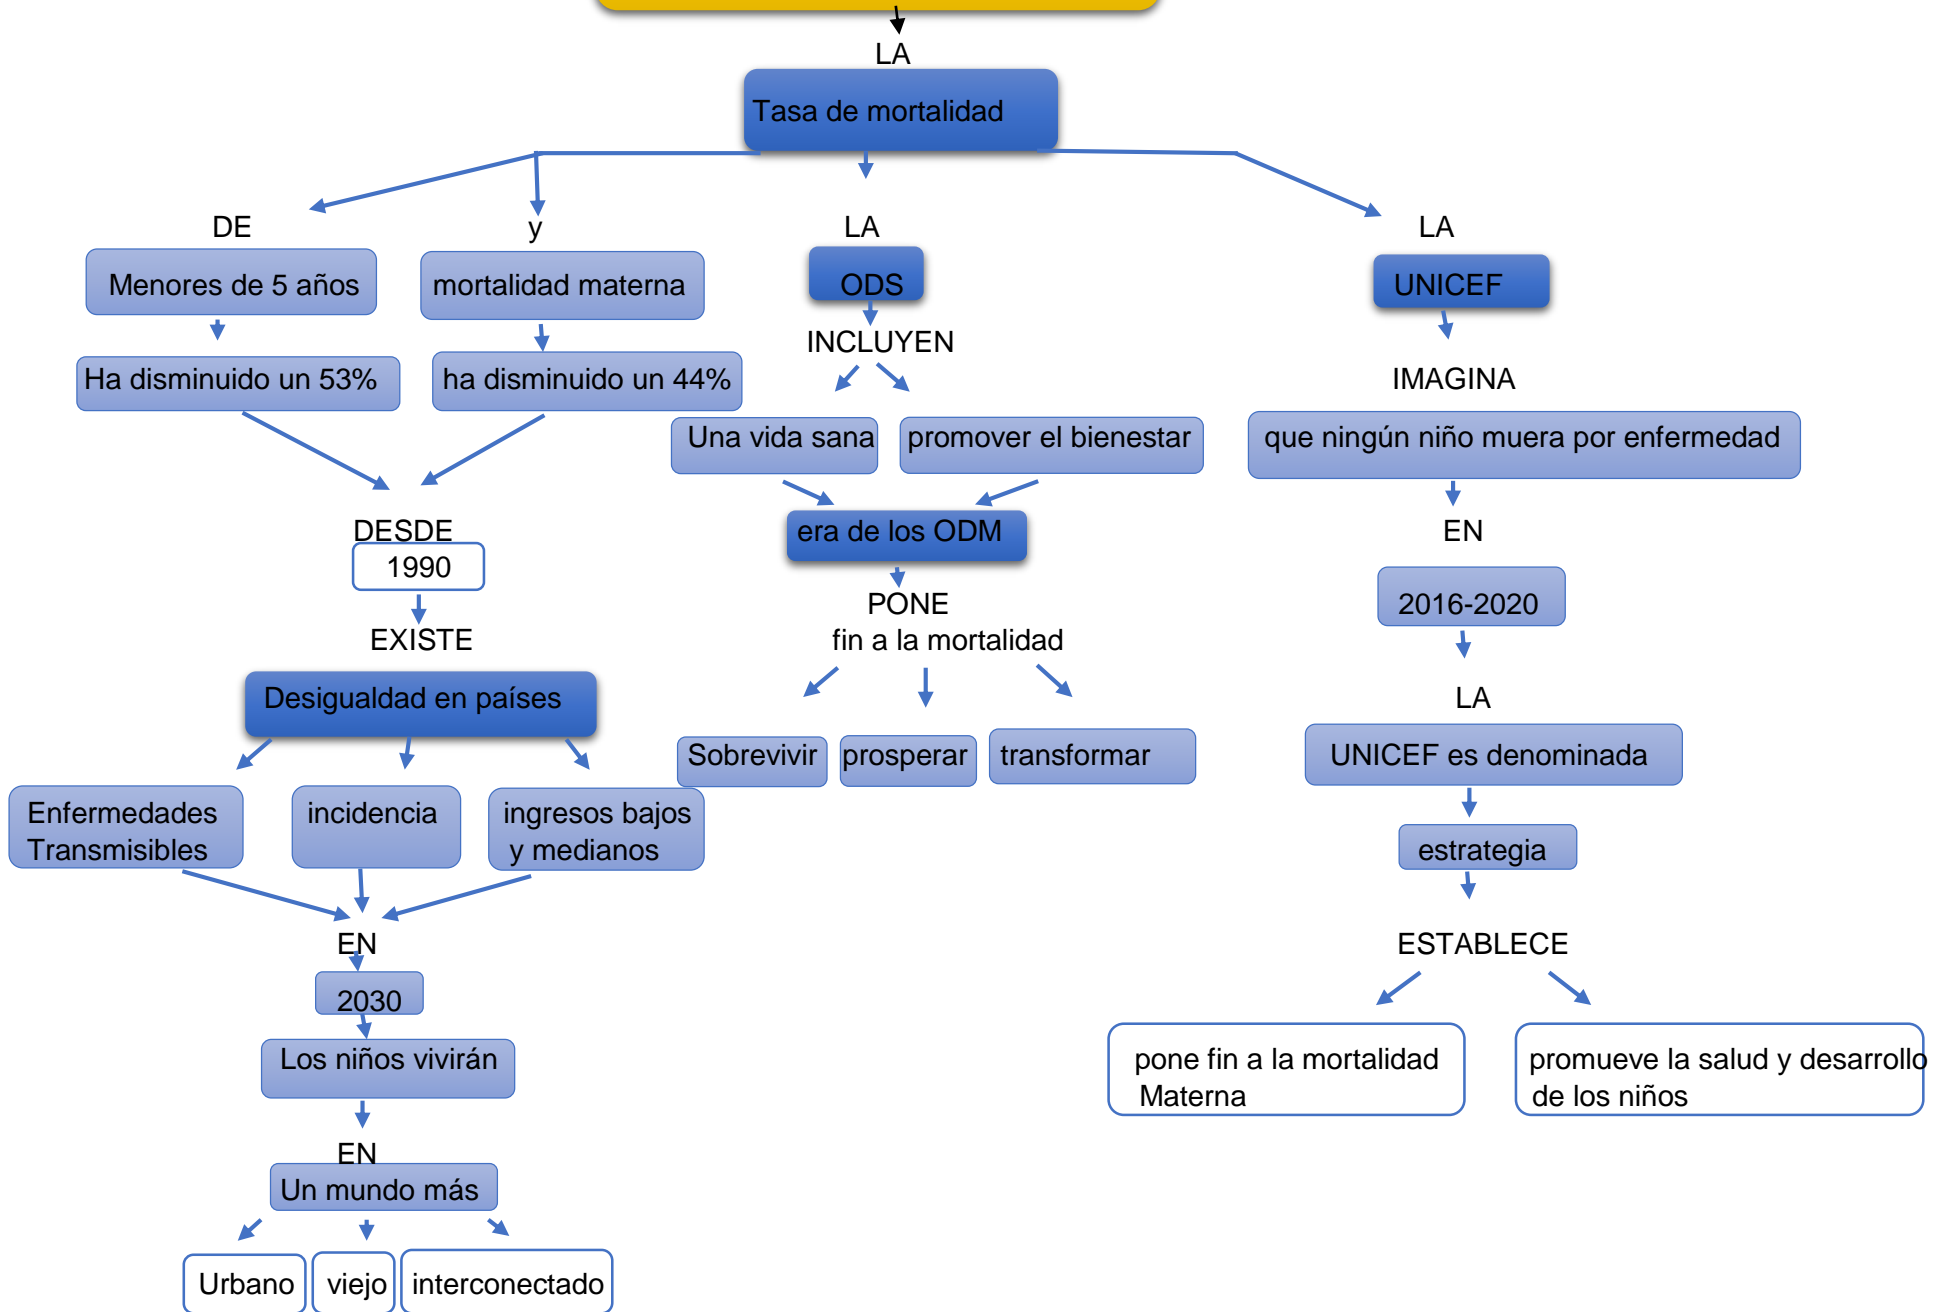 LA
Tasa de mortalidad
DE
y
LA
LA
Menores de 5 años
mortalidad materna
ODS
UNICEF
INCLUYEN
Ha disminuido un 53%
ha disminuido un 44%
IMAGINA
Una vida sana
promover el bienestar
que ningún niño muera por enfermedad
DESDE
1990
era de los ODM
EN
EXISTE
PONE
fin a la mortalidad
2016-2020
Desigualdad en países
LA
Sobrevivir
prosperar
transformar
UNICEF es denominada
Enfermedades
Transmisibles
incidencia
ingresos bajos
y medianos
estrategia
EN
2030
ESTABLECE
Los niños vivirán
pone fin a la mortalidad
Materna
promueve la salud y desarrollo
de los niños
EN
Un mundo más
Urbano
viejo
interconectado